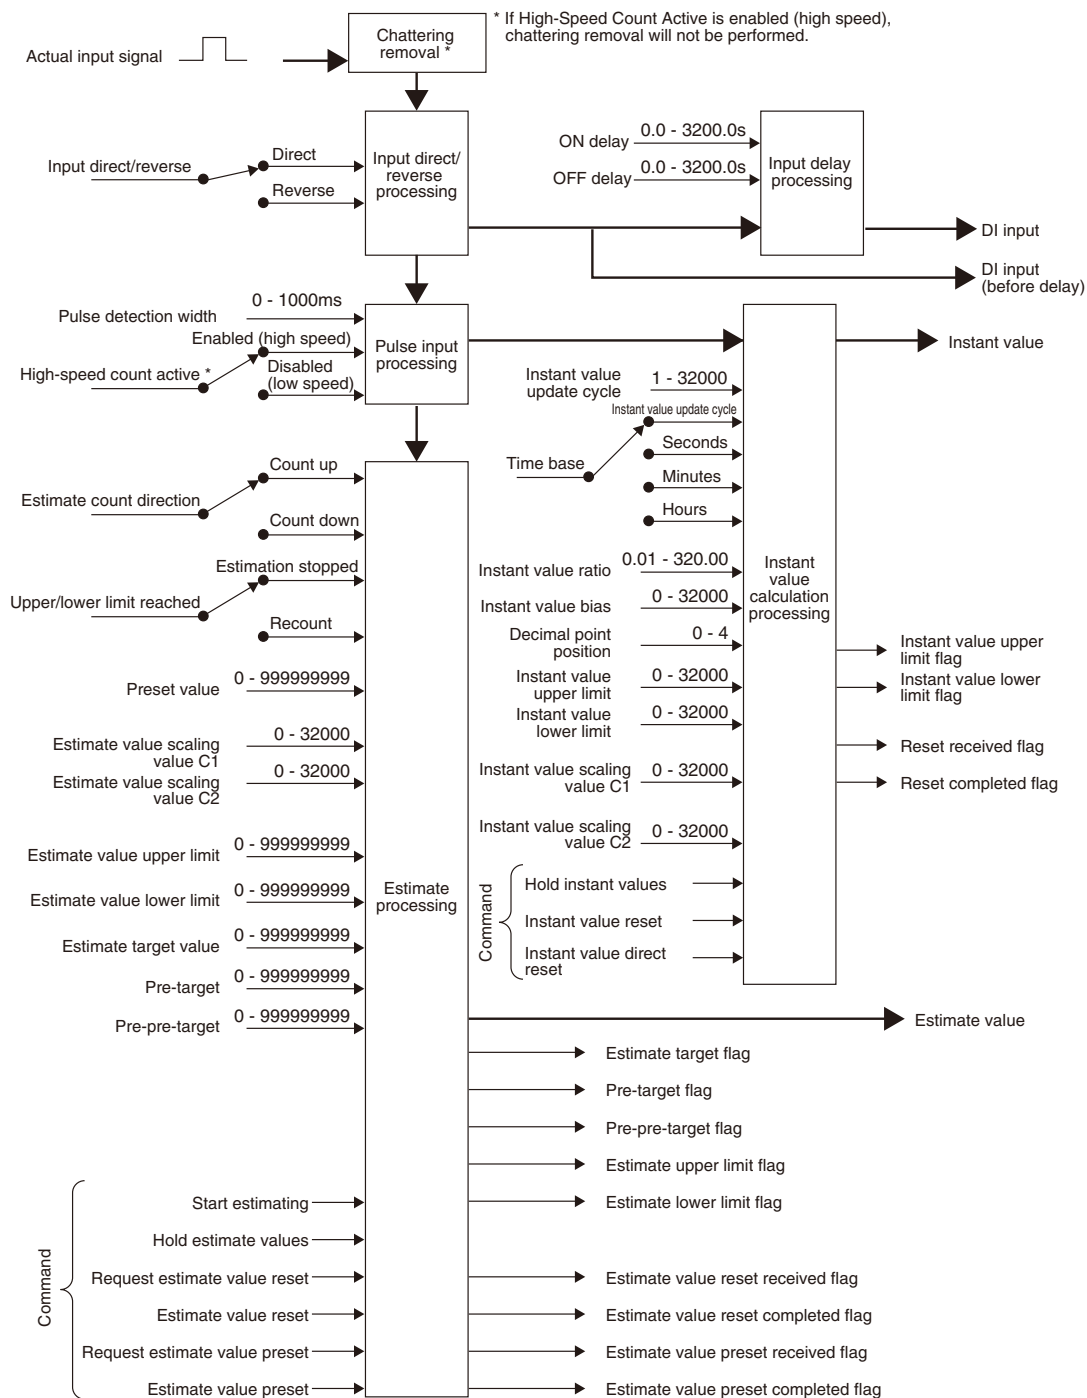 * If High-Speed Count Active is enabled (high speed),
chattering removal will not be performed.
Actual input signal
Chattering
removal *
Input direct/reverse
Direct
Reverse
Input direct/
reverse
processing
ON delay
0.0 - 3200.0s
OFF delay
0.0 - 3200.0s
Input delay
processing
DI input
DI input
(before delay)
Pulse detection width
0 - 1000ms
Enabled (high speed)
High-speed count active *
Disabled
(low speed)
Pulse input
processing
Instant value
Instant value
update cycle
1 - 32000
Instant value update cycle
Time base
Seconds
Minutes
Hours
Instant value ratio
0.01 - 320.00
Instant value bias
0 - 32000
Decimal point
position
0 - 4
Instant value
upper limit
0 - 32000
Instant value
lower limit
0 - 32000
Instant value scaling
value C1
0 - 32000
Instant value scaling
value C2
0 - 32000
Command
Hold instant values
Instant value reset
Instant value direct
reset
Instant
value
calculation
processing
Instant value upper
limit flag
Instant value lower
limit flag
Reset received flag
Reset completed flag
Estimate count direction
Count up
Count down
Upper/lower limit reached
Estimation stopped
Recount
Preset value
0 - 999999999
Estimate value scaling
value C1
0 - 32000
Estimate value scaling
value C2
0 - 32000
Estimate value upper limit
0 - 999999999
Estimate value lower limit
0 - 999999999
Estimate target value
0 - 999999999
Pre-target
0 - 999999999
Pre-pre-target
0 - 999999999
Estimate
processing
Estimate value
Estimate target flag
Pre-target flag
Pre-pre-target flag
Estimate upper limit flag
Estimate lower limit flag
Command
Start estimating
Hold estimate values
Request estimate value reset
Estimate value reset
Request estimate value preset
Estimate value preset
Estimate value reset received flag
Estimate value reset completed flag
Estimate value preset received flag
Estimate value preset completed flag